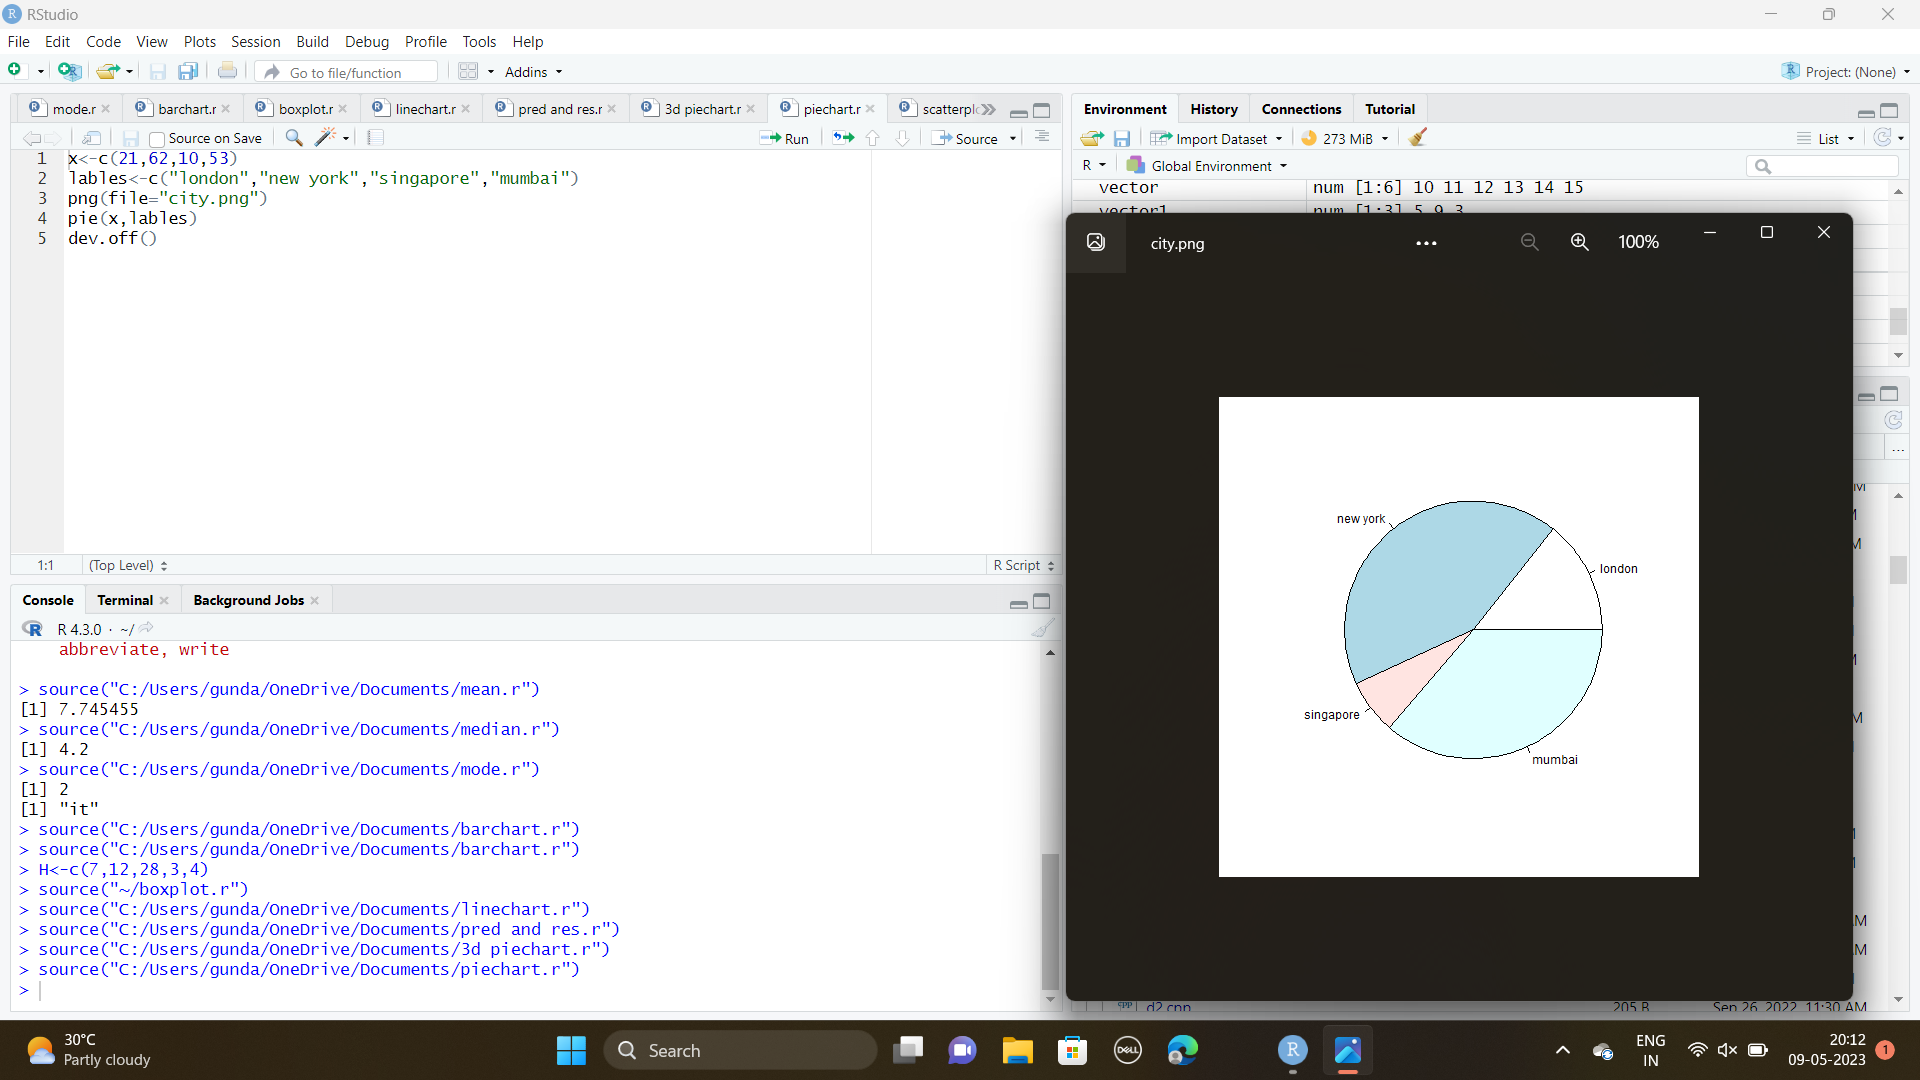 RStudio
File Edit Code View Plots Session Build Debug Profile Tools Help
Go to file/function
Addins
Project: (None)
mode.r
barchart.r
boxplot.r
linechart.r
pred and res.r
3d piechart.r
piechart.r
Source on Save
Run
Source
1 x<-c(21,62,10,53)
2 lables<-c("london","new york","singapore","mumbai")
3 png(file="city.png")
4 pie(x,lables)
5 dev.off()
1:1
(Top Level)
R Script
Console Terminal Background Jobs
R 4.3.0 · ~/
abbreviate, write
> source("C:/Users/gunda/OneDrive/Documents/mean.r")
[1] 7.745455
> source("C:/Users/gunda/OneDrive/Documents/median.r")
[1] 4.2
> source("C:/Users/gunda/OneDrive/Documents/mode.r")
[1] 2
[1] "it"
> source("C:/Users/gunda/OneDrive/Documents/barchart.r")
> source("C:/Users/gunda/OneDrive/Documents/barchart.r")
> H<-c(7,12,28,3,4)
> source("~/boxplot.r")
> source("C:/Users/gunda/OneDrive/Documents/linechart.r")
> source("C:/Users/gunda/OneDrive/Documents/pred and res.r")
> source("C:/Users/gunda/OneDrive/Documents/3d piechart.r")
> source("C:/Users/gunda/OneDrive/Documents/piechart.r")
>
Environment History Connections Tutorial
Import Dataset
273 MiB
List
R
Global Environment
vector num [1:6] 10 11 12 13 14 15
vector1 num [1:3] 5 9 3
city.png
100%
new york
london
singapore
mumbai
d2.cpp 205 B Sep 26, 2022, 11:30 AM
30°C
Partly cloudy
Search
DELL
ENG
IN
20:12
09-05-2023
1